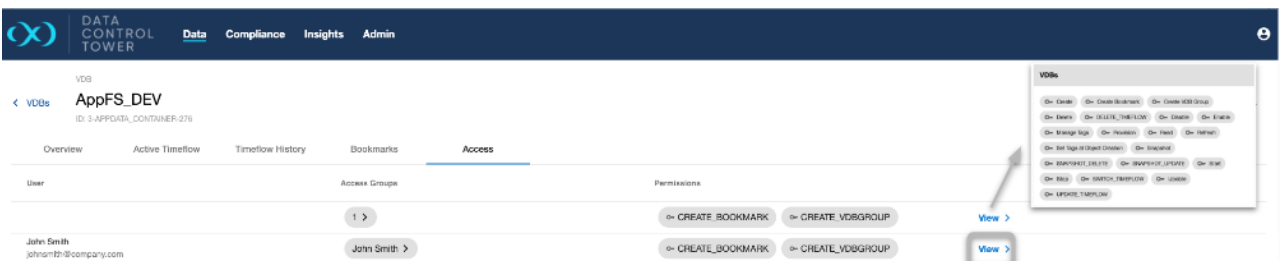 DATA
CONTROL
TOWER
Data Compliance Insights Admin
VDB
VDBs
AppFS_DEV
ID: 3-APPDATA_CONTAINER-276
Overview Active Timeflow Timeflow History Bookmarks Access
User Access Groups Permissions
1
CREATE_BOOKMARK CREATE_VDBGROUP View
John Smith
johnsmith@company.com
John Smith CREATE_BOOKMARK CREATE_VDBGROUP View
VDBs
Create Create Bookmark Create VDB Group
Delete DELETE_TIMEFLOW Disable Enable
Manage Tags Provision Read Refresh
Set Tags at Object Creation Snapshot
SNAPSHOT_DELETE SNAPSHOT_UPDATE Start
Stop SWITCH_TIMEFLOW Update
UPDATE_TIMEFLOW